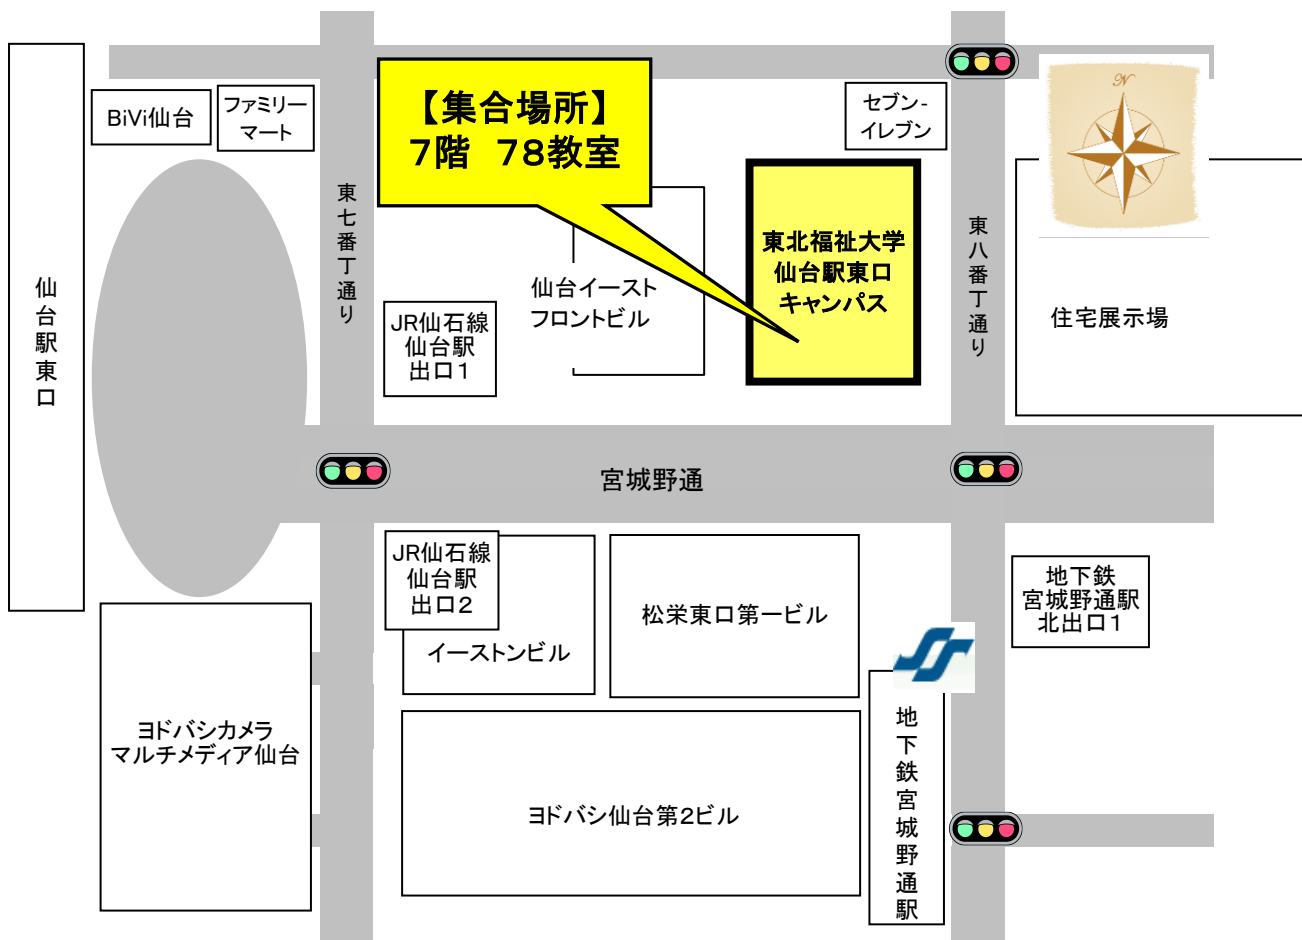 BiVi仙台
ファミリー
マート
【集合場所】
7階　78教室
セブン-
イレブン
N
仙台駅東口
東七番丁通り
JR仙石線
仙台駅
出口1
仙台イースト
フロントビル
東北福祉大学
仙台駅東口
キャンパス
東八番丁通り
住宅展示場
宮城野通
JR仙石線
仙台駅
出口2
イーストンビル
松栄東口第一ビル
地下鉄
宮城野通駅
北出口1
ヨドバシカメラ
マルチメディア仙台
ヨドバシ仙台第2ビル
地下鉄宮城野通駅